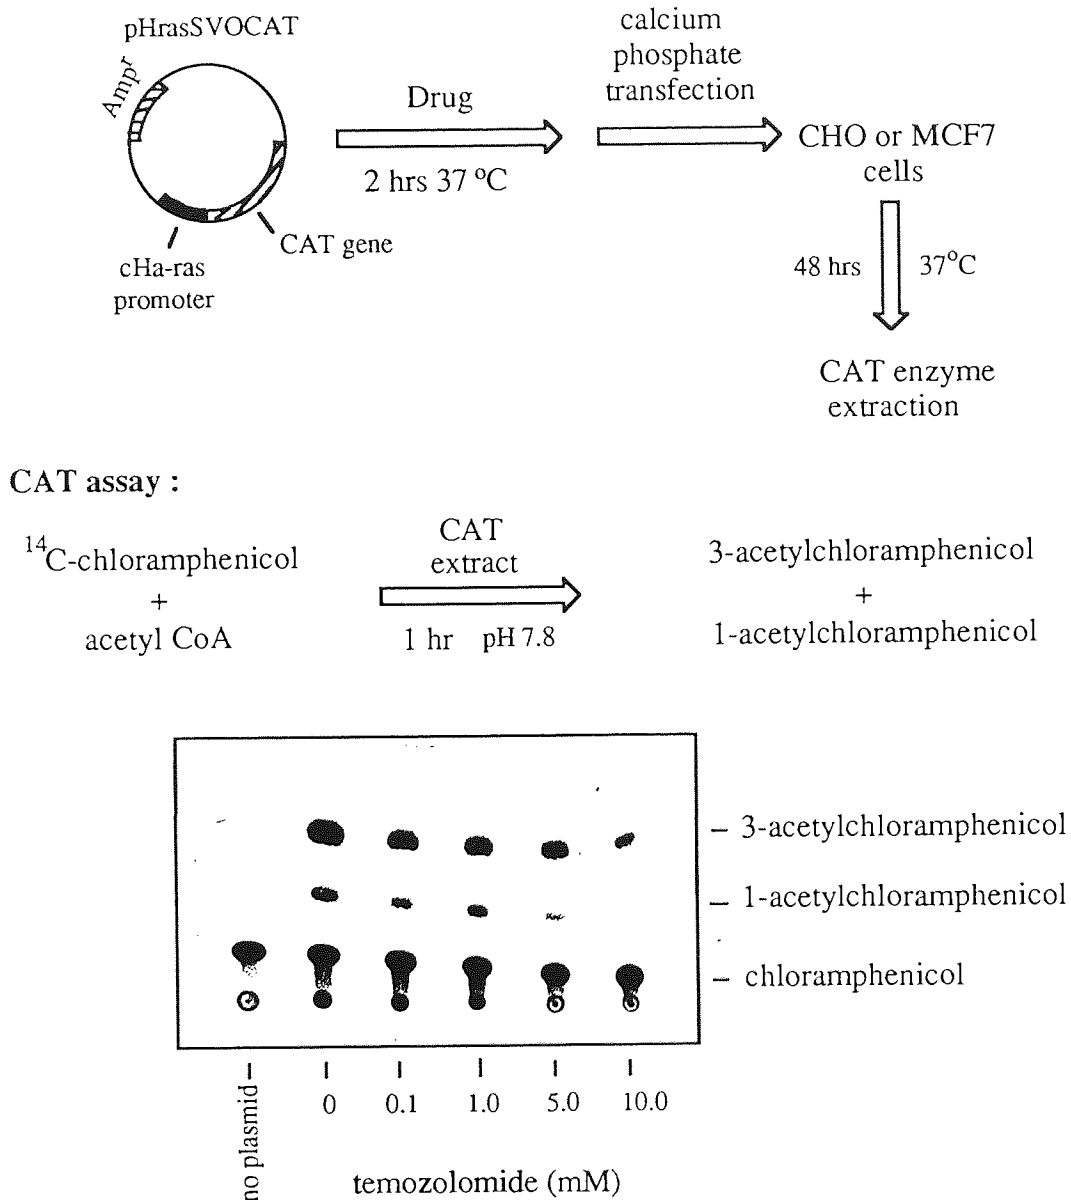 pHrasSVOCAT
Ampʳ
cHa-ras
promoter
CAT gene
Drug
2 hrs 37 ºC
calcium
phosphate
transfection
CHO or MCF7
cells
48 hrs
37ºC
CAT enzyme
extraction
CAT assay :
¹⁴C-chloramphenicol
+
acetyl CoA
CAT
extract
1 hr pH 7.8
3-acetylchloramphenicol
+
1-acetylchloramphenicol
– 3-acetylchloramphenicol
– 1-acetylchloramphenicol
– chloramphenicol
no plasmid
0
0.1
1.0
5.0
10.0
temozolomide (mM)